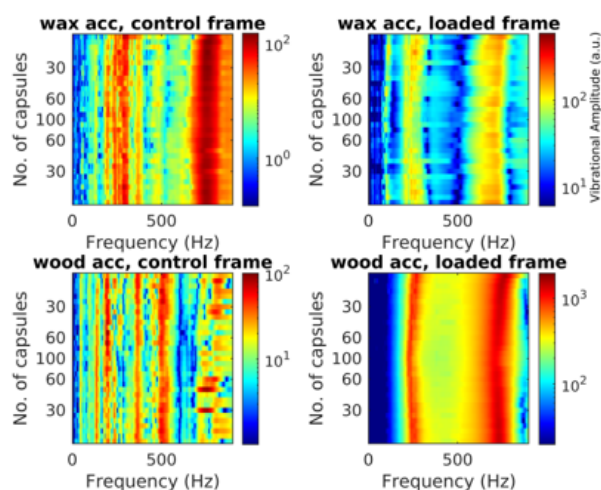 wax acc, control frame
wax acc, loaded frame
No. of capsules
30
60
100
60
30
0
500
Frequency (Hz)
10²
10⁰
No. of capsules
30
60
100
60
30
0
500
Frequency (Hz)
10²
10¹
Vibrational Amplitude (a.u.)
wood acc, control frame
wood acc, loaded frame
No. of capsules
30
60
100
60
30
0
500
Frequency (Hz)
10²
10¹
No. of capsules
30
60
100
60
30
0
500
Frequency (Hz)
10³
10²